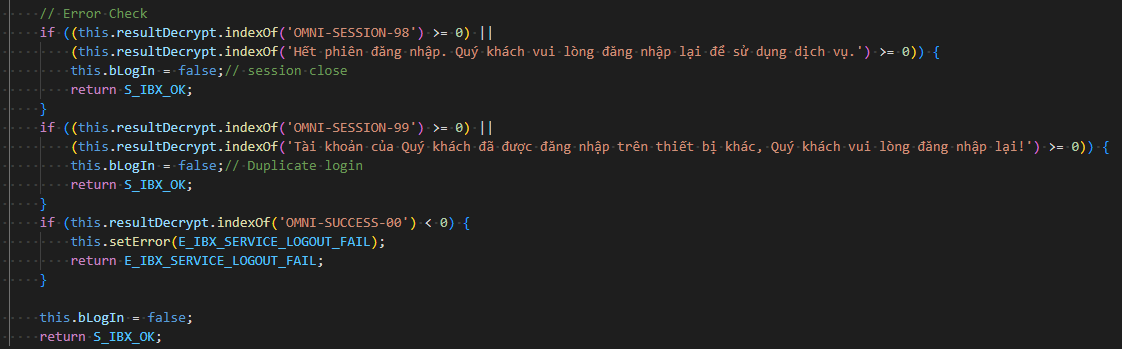 // Error Check
if ((this.resultDecrypt.indexOf('OMNI-SESSION-98') >= 0) ||
(this.resultDecrypt.indexOf('Hết phiên đăng nhập. Quý khách vui lòng đăng nhập lại để sử dụng dịch vụ.') >= 0)) {
this.bLogIn = false;// session close
return S_IBX_OK;
}
if ((this.resultDecrypt.indexOf('OMNI-SESSION-99') >= 0) ||
(this.resultDecrypt.indexOf('Tài khoản của Quý khách đã được đăng nhập trên thiết bị khác, Quý khách vui lòng đăng nhập lại!') >= 0)) {
this.bLogIn = false;// Duplicate login
return S_IBX_OK;
}
if (this.resultDecrypt.indexOf('OMNI-SUCCESS-00') < 0) {
this.setError(E_IBX_SERVICE_LOGOUT_FAIL);
return E_IBX_SERVICE_LOGOUT_FAIL;
}
this.bLogIn = false;
return S_IBX_OK;